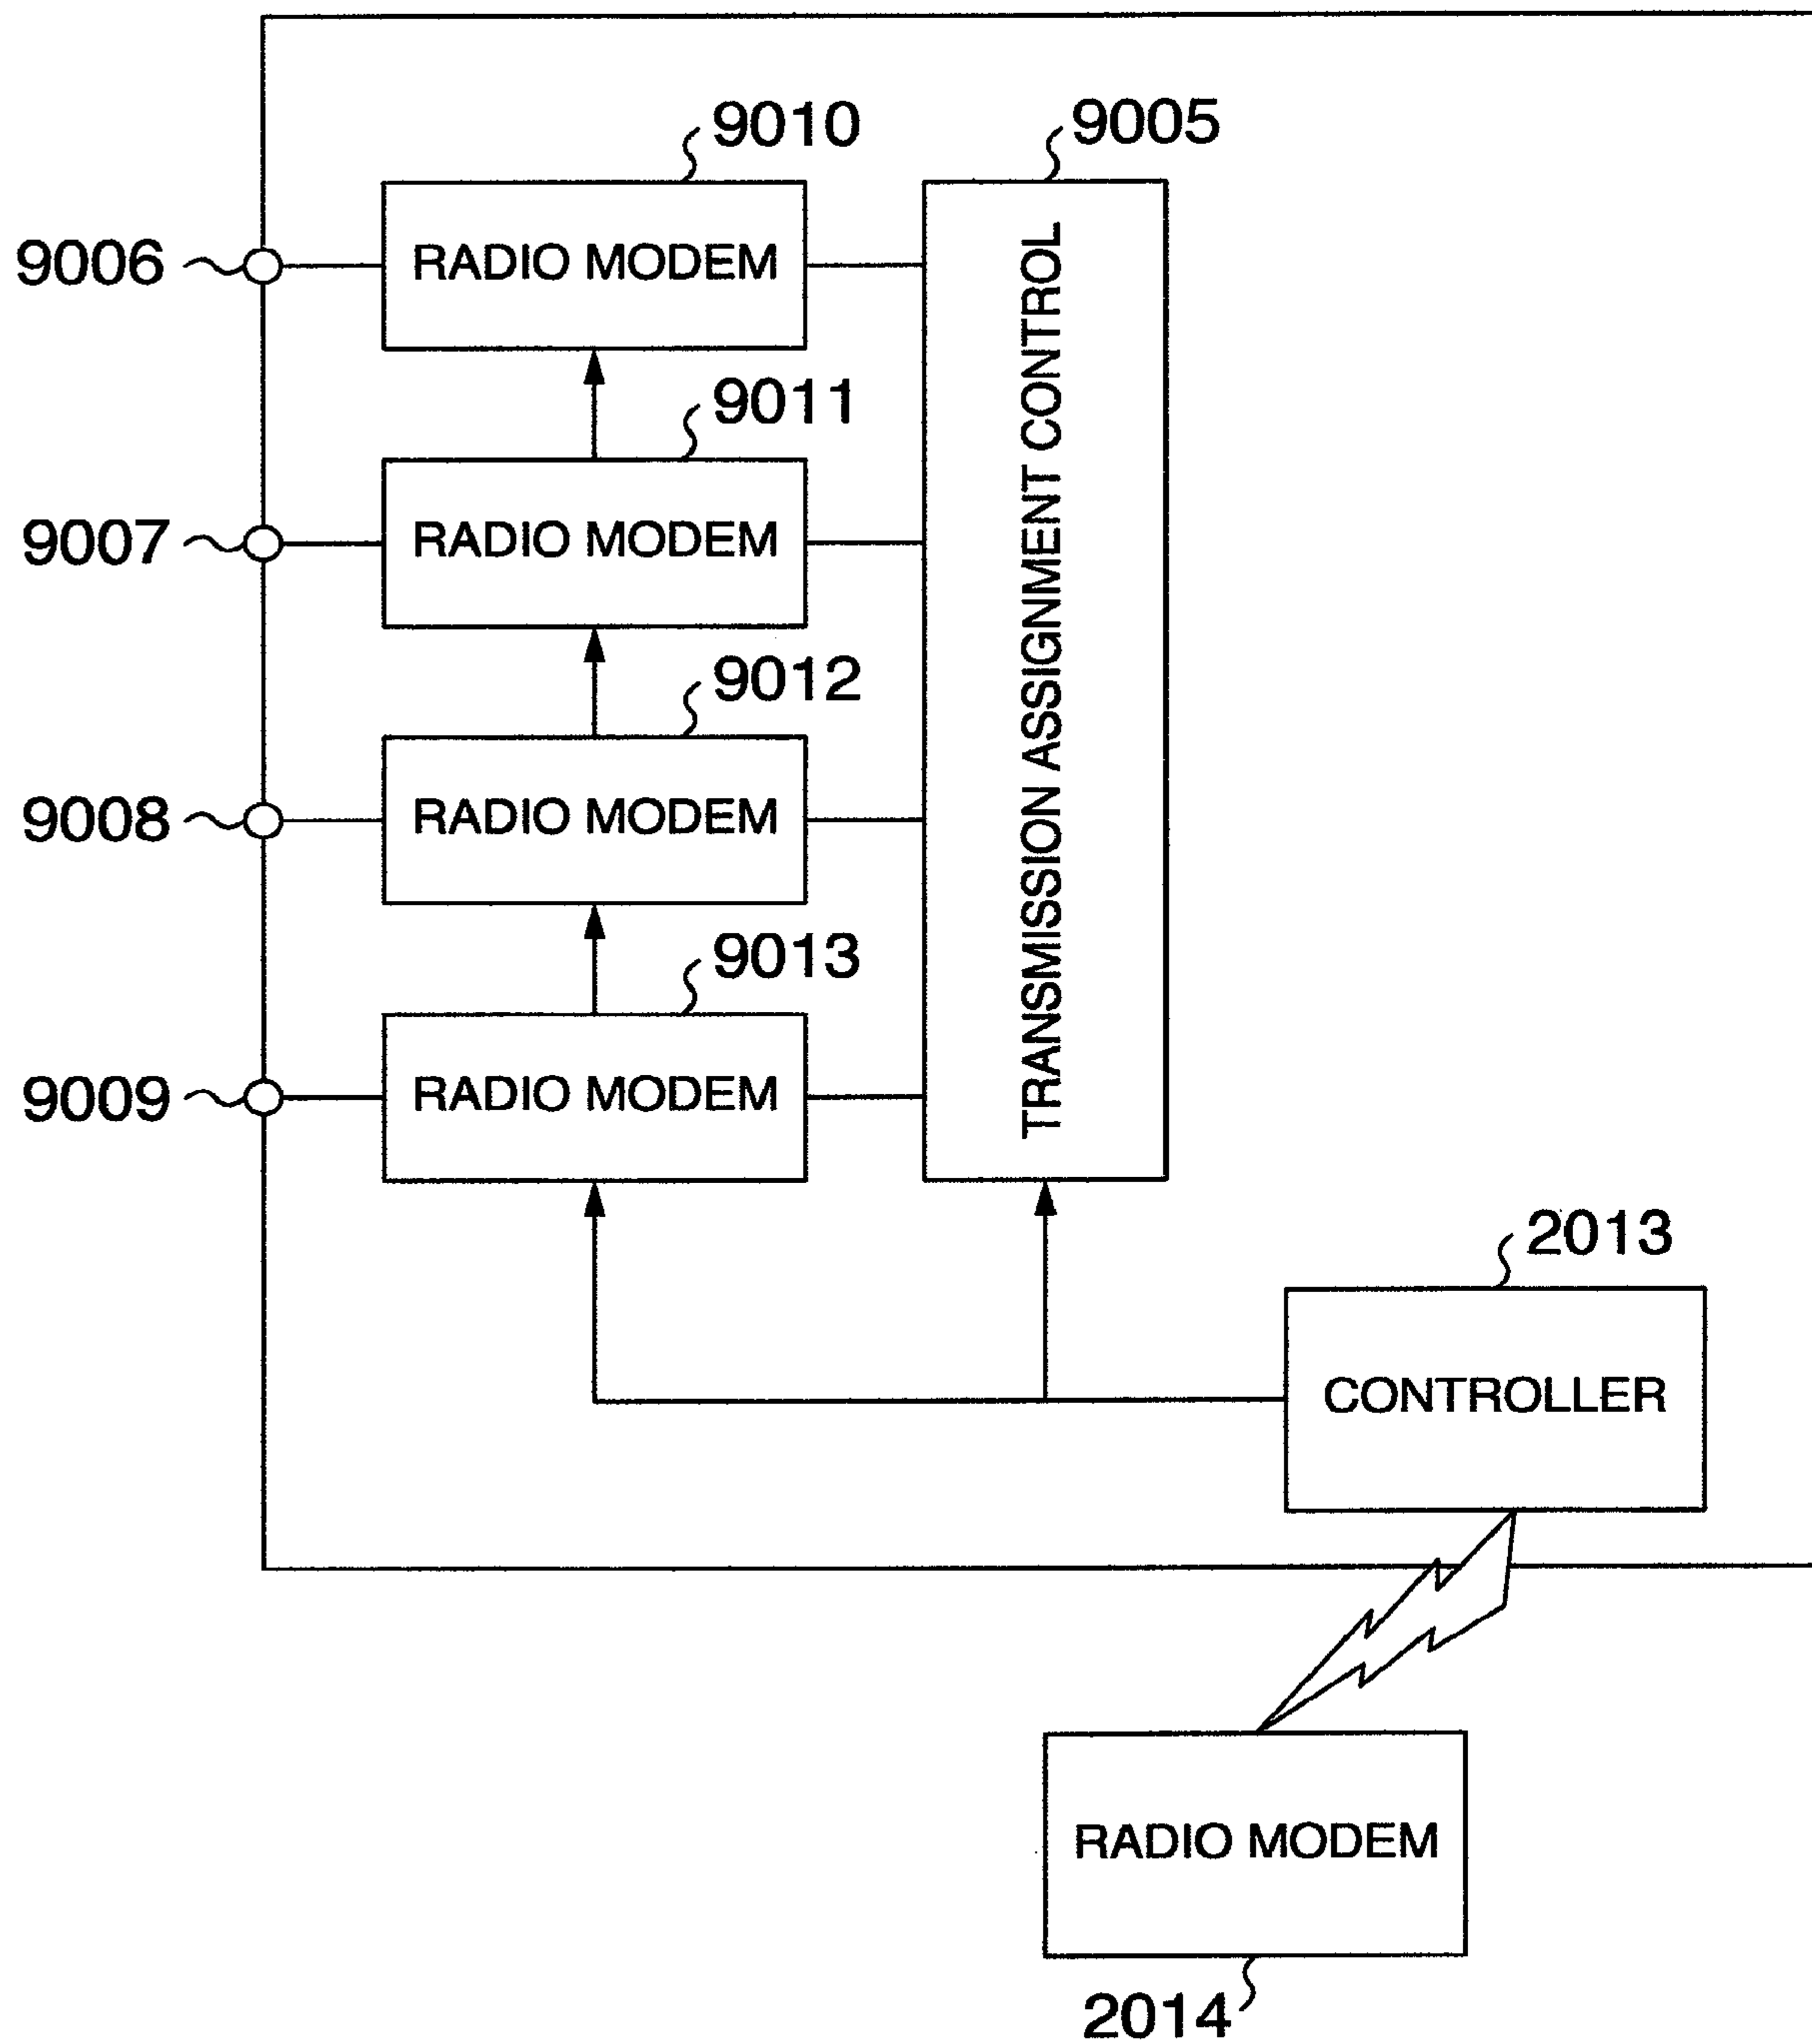 9010
9005
9006
RADIO MODEM
TRANSMISSION ASSIGNMENT CONTROL
9011
9007
RADIO MODEM
9012
9008
RADIO MODEM
9013
9009
RADIO MODEM
2013
CONTROLLER
RADIO MODEM
2014